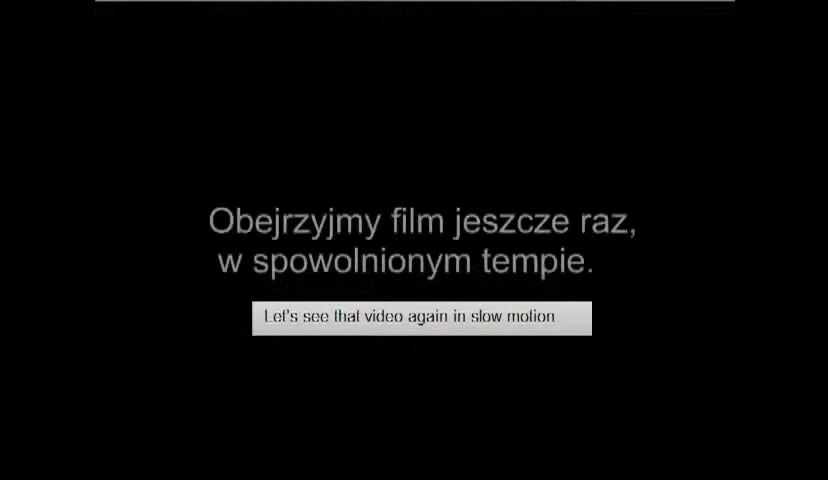 Obejrzyjmy film jeszcze raz,
w spowolnionym tempie.
Let's see that video again in slow motion